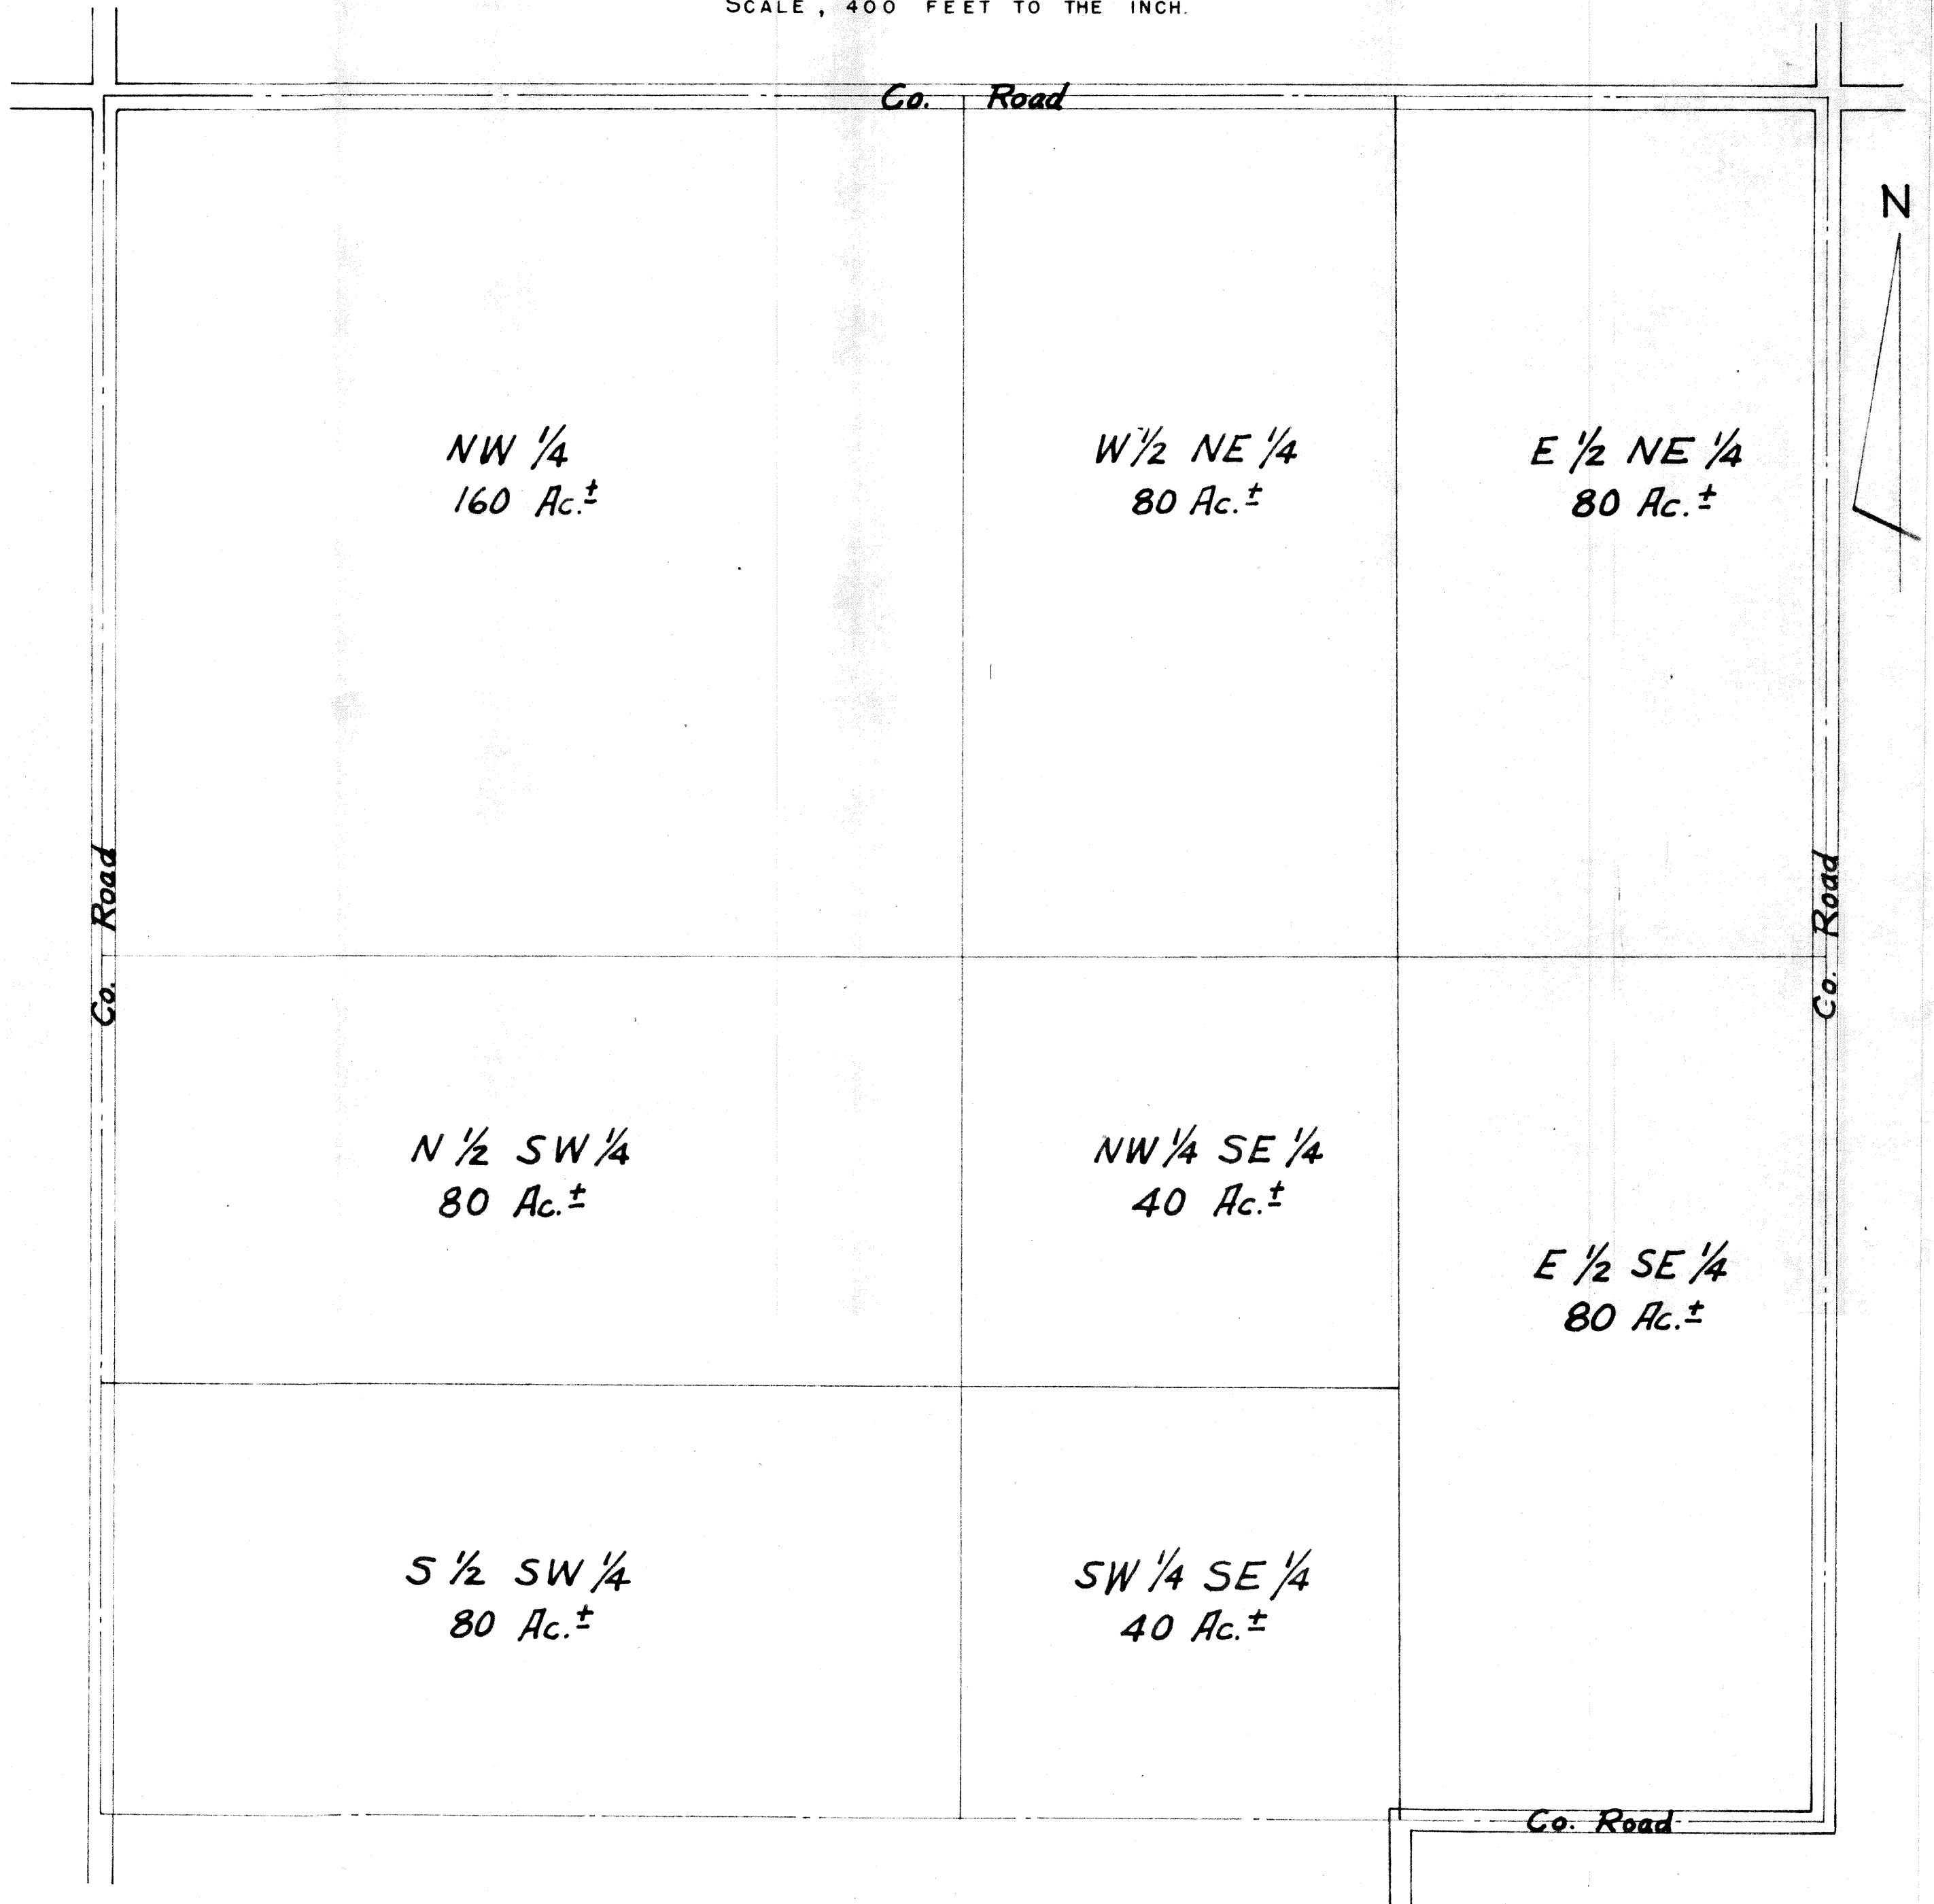 SCALE, 400 FEET TO THE INCH.
Co. Road
N
NW 1/4
160 Ac.±
W 1/2 NE 1/4
80 Ac.±
E 1/2 NE 1/4
80 Ac.±
Co. Road
Co. Road
N 1/2 SW 1/4
80 Ac.±
NW 1/4 SE 1/4
40 Ac.±
E 1/2 SE 1/4
80 Ac.±
S 1/2 SW 1/4
80 Ac.±
SW 1/4 SE 1/4
40 Ac.±
Co. Road